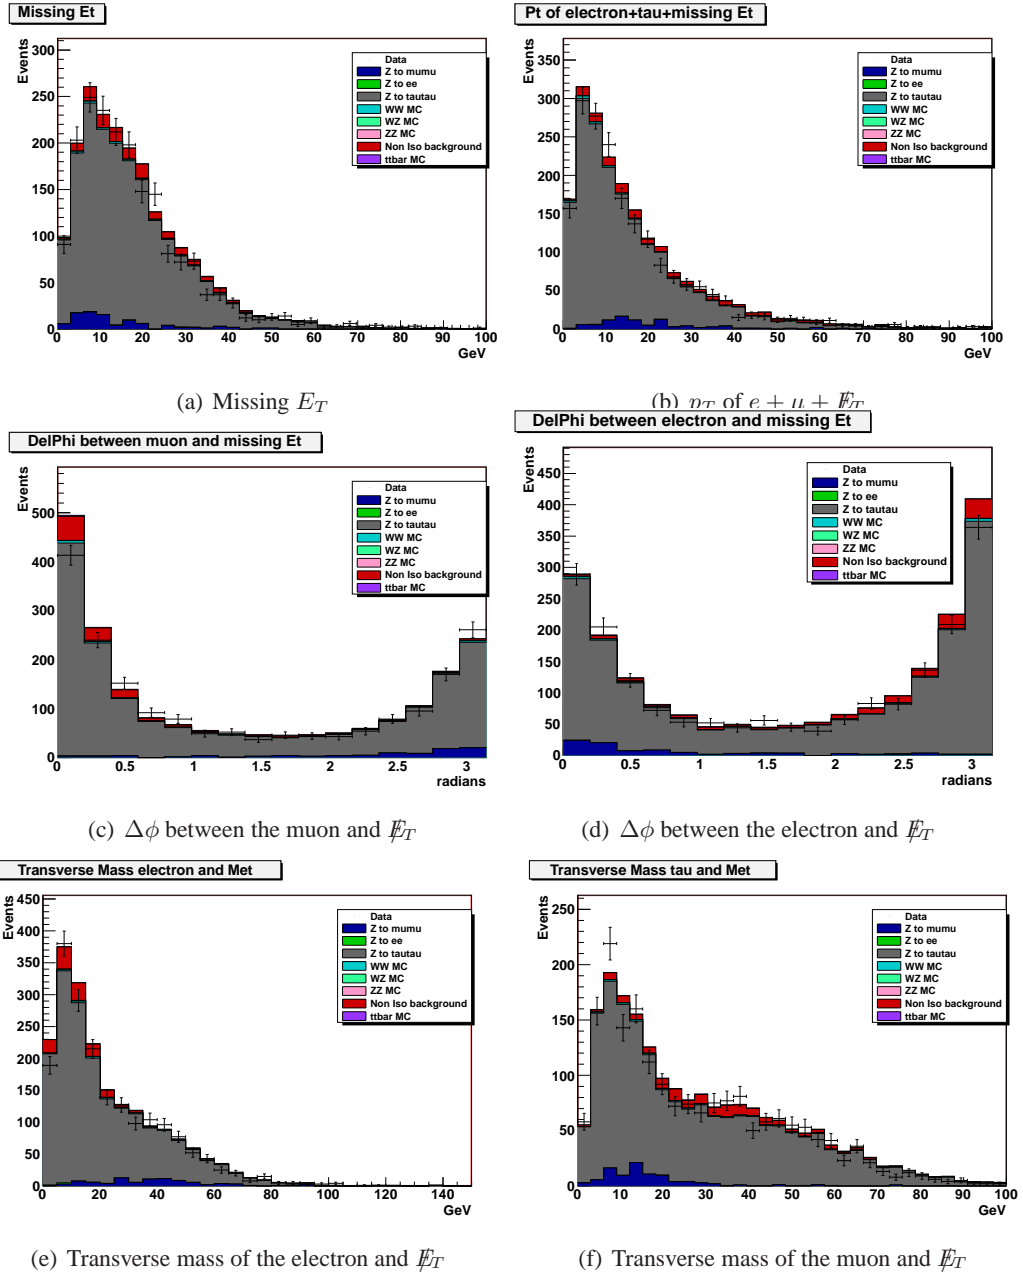 Missing Et
Events
300
250
200
150
100
50
0
0 10 20 30 40 50 60 70 80 90 100
GeV
Data
Z to mumu
Z to ee
Z to tautau
WW MC
WZ MC
ZZ MC
Non Iso background
ttbar MC
(a) Missing E_T
Pt of electron+tau+missing Et
Events
350
300
250
200
150
100
50
0
0 10 20 30 40 50 60 70 80 90 100
GeV
Data
Z to mumu
Z to ee
Z to tautau
WW MC
WZ MC
ZZ MC
Non Iso background
ttbar MC
(b) p_T of e + μ + E̸_T
DelPhi between muon and missing Et
Events
500
400
300
200
100
0
0 0.5 1 1.5 2 2.5 3
radians
Data
Z to mumu
Z to ee
Z to tautau
WW MC
WZ MC
ZZ MC
Non Iso background
ttbar MC
(c) Δϕ between the muon and E̸_T
DelPhi between electron and missing Et
Events
450
400
350
300
250
200
150
100
50
0
0 0.5 1 1.5 2 2.5 3
radians
Data
Z to mumu
Z to ee
Z to tautau
WW MC
WZ MC
ZZ MC
Non Iso background
ttbar MC
(d) Δϕ between the electron and E̸_T
Transverse Mass electron and Met
Events
450
400
350
300
250
200
150
100
50
0
0 20 40 60 80 100 120 140
GeV
Data
Z to mumu
Z to ee
Z to tautau
WW MC
WZ MC
ZZ MC
Non Iso background
ttbar MC
(e) Transverse mass of the electron and E̸_T
Transverse Mass tau and Met
Events
250
200
150
100
50
0
0 10 20 30 40 50 60 70 80 90 100
GeV
Data
Z to mumu
Z to ee
Z to tautau
WW MC
WZ MC
ZZ MC
Non Iso background
ttbar MC
(f) Transverse mass of the muon and E̸_T